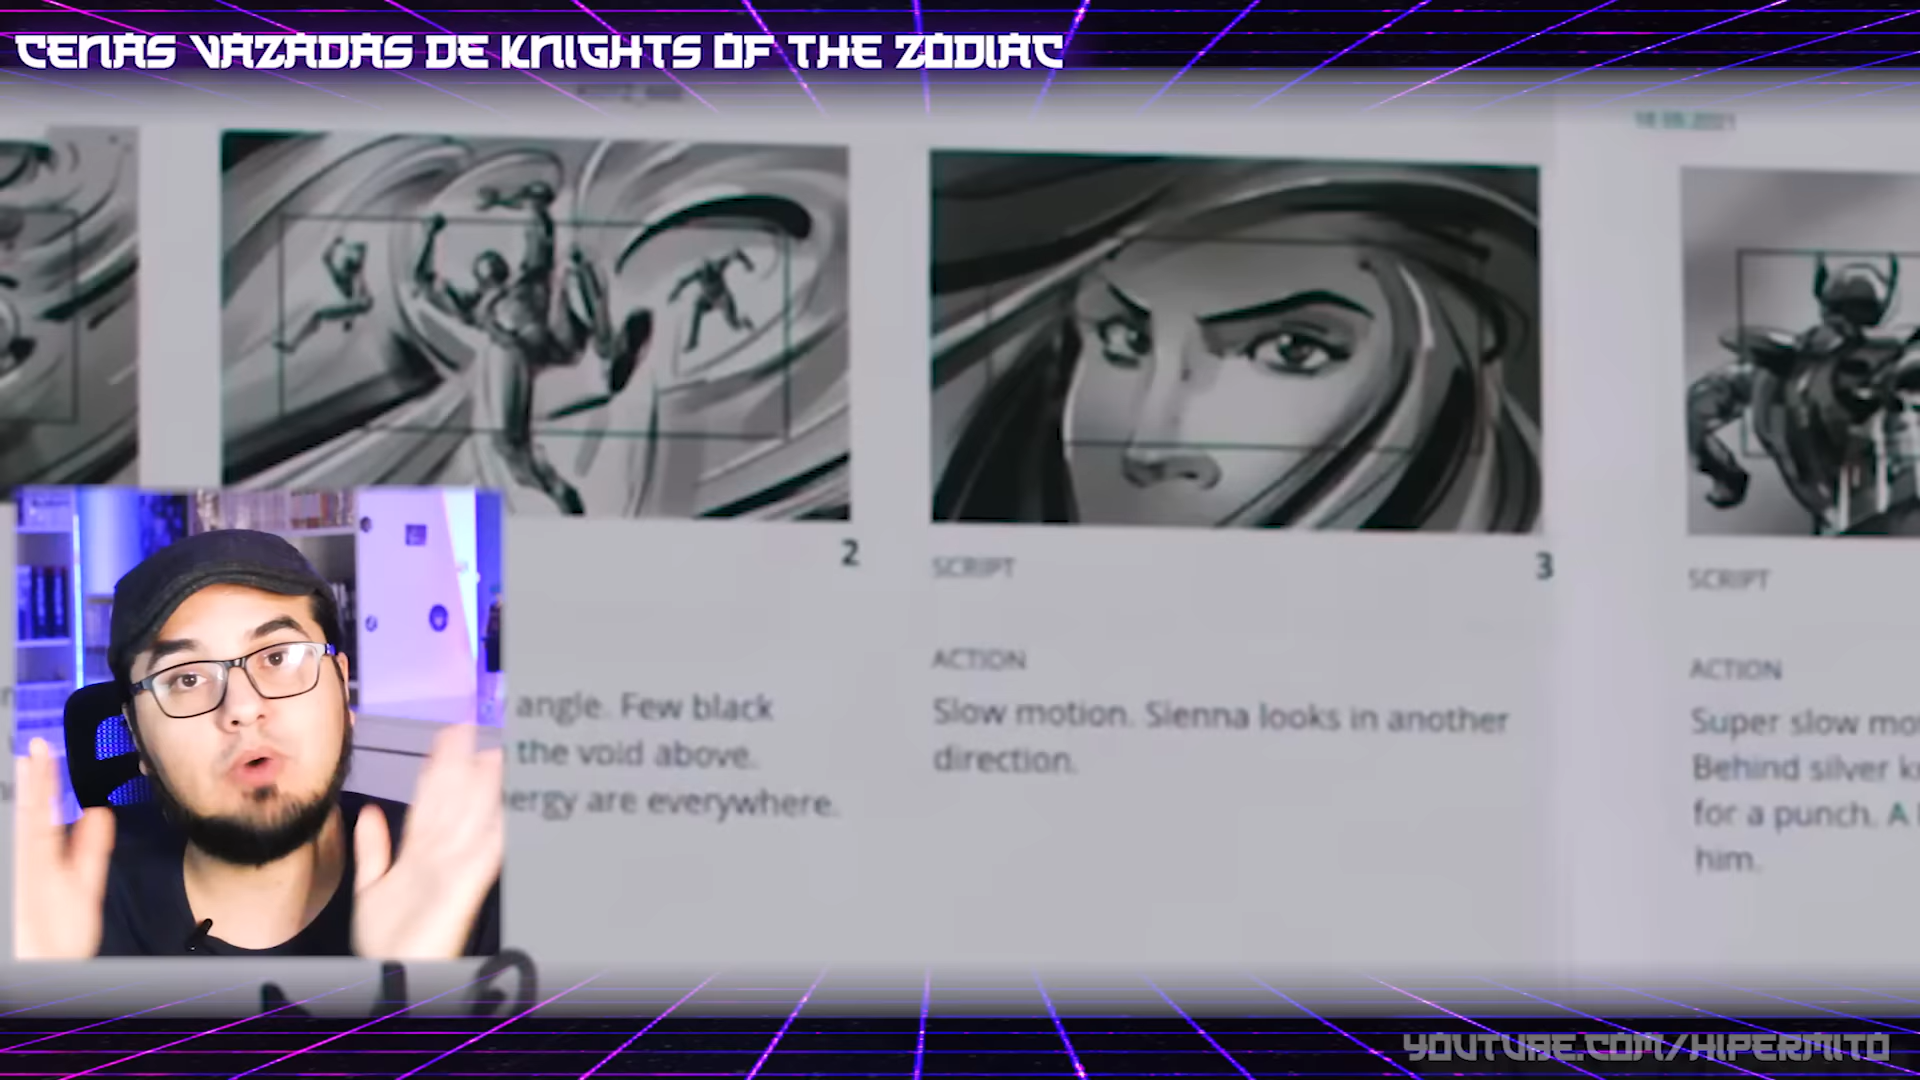 CENAS VAZADAS DE KNIGHTS OF THE ZODIAC
2
angle. Few black
the void above.
are everywhere.
SCRIPT
3
ACTION
Slow motion. Sienna looks in another
direction.
SCRIPT
ACTION
Super slow
Behind silver
for a punch. A
him.
YOUTUBE.COM/HIPERMITO